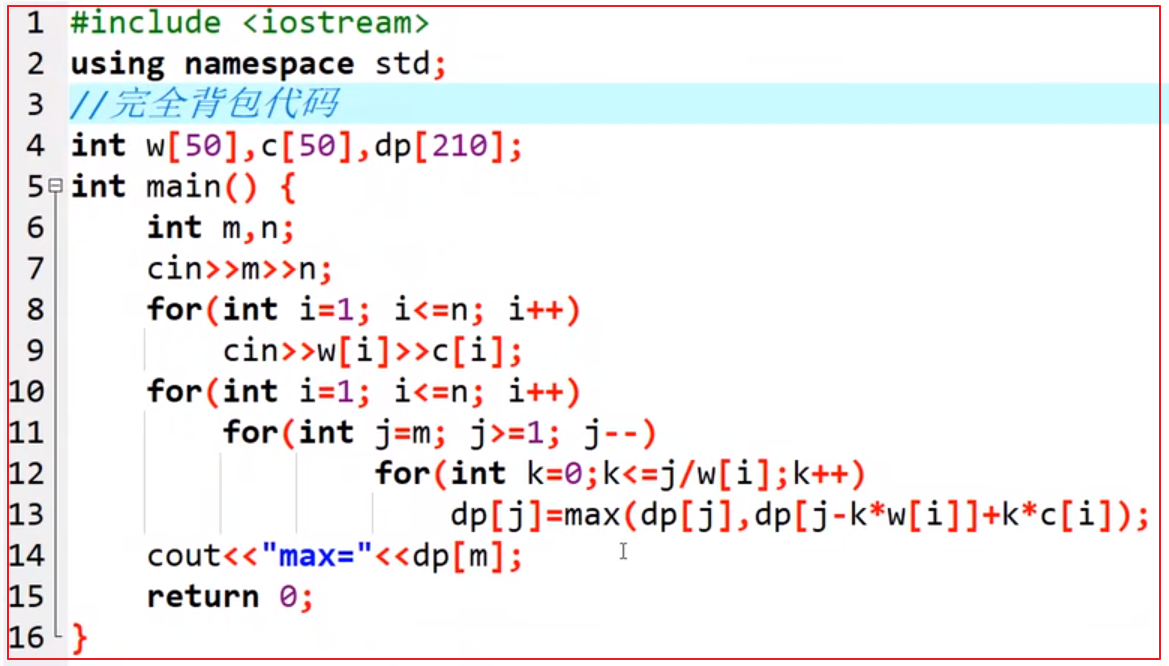 1 #include <iostream>
2 using namespace std;
3 //完全背包代码
4 int w[50],c[50],dp[210];
5 int main() {
6 int m,n;
7 cin>>m>>n;
8 for(int i=1; i<=n; i++)
9 cin>>w[i]>>c[i];
10 for(int i=1; i<=n; i++)
11 for(int j=m; j>=1; j--)
12 for(int k=0;k<=j/w[i];k++)
13 dp[j]=max(dp[j],dp[j-k*w[i]]+k*c[i]);
14 cout<<"max="<<dp[m];
15 return 0;
16 }